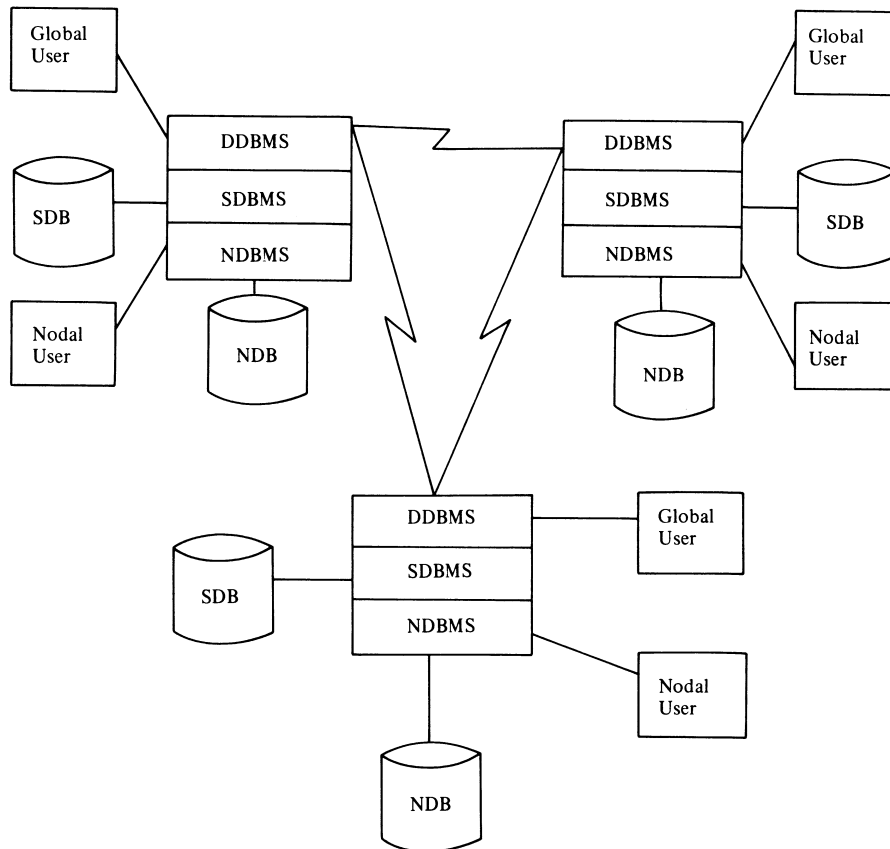 Global
User
DDBMS
SDBMS
NDBMS
SDB
Nodal
User
NDB
Global
User
DDBMS
SDBMS
NDBMS
SDB
Nodal
User
NDB
DDBMS
SDBMS
NDBMS
Global
User
SDB
Nodal
User
NDB